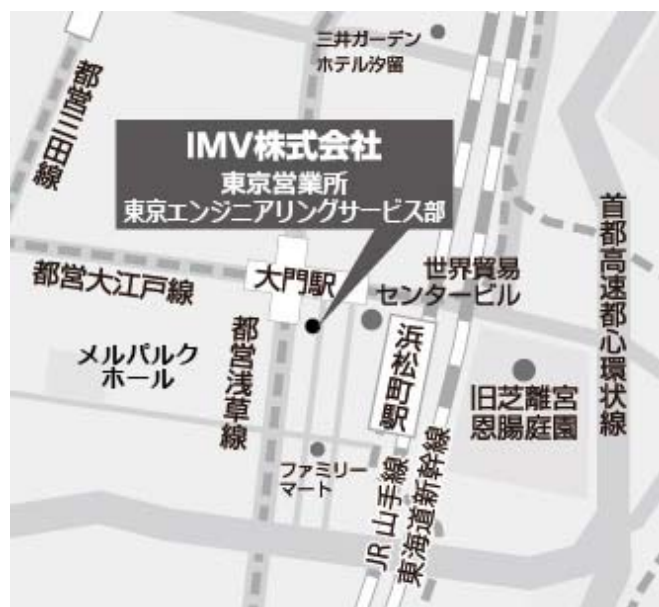 三井ガーデン
ホテル汐留
都営三田線
IMV株式会社
東京営業所
東京エンジニアリングサービス部
首都高速都心環状線
都営大江戸線
大門駅
世界貿易
センタービル
メルパルク
ホール
都営浅草線
浜松町駅
旧芝離宮
恩腸庭園
ファミリー
マート
JR山手線
東海道新幹線